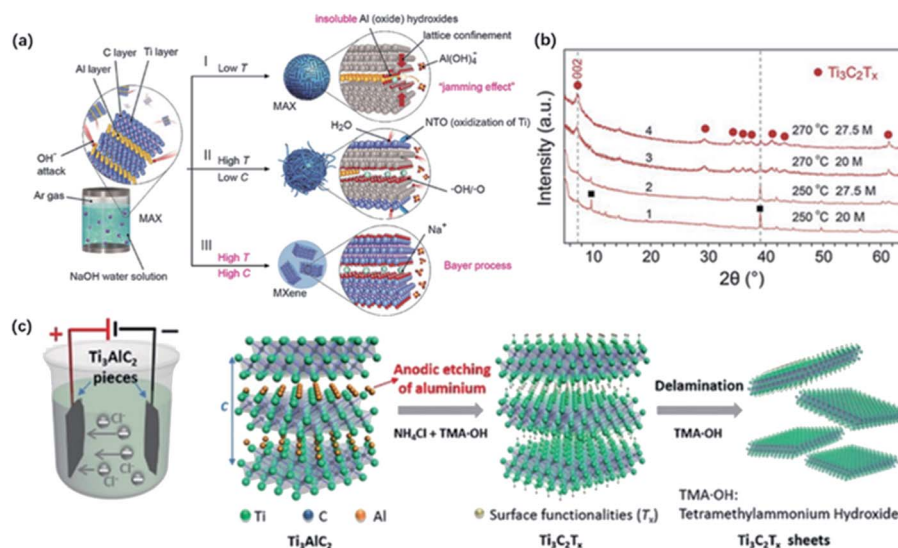 (a)
C layer
Ti layer
Al layer
OH⁻
attack
Ar gas
MAX
NaOH water solution
I
Low T
MAX
insoluble Al (oxide) hydroxides
lattice confinement
Al(OH)₄⁻
"jamming effect"
II
High T
Low C
H₂O
NTO (oxidization of Ti)
-OH/-O
III
High T
High C
MXene
Na⁺
Bayer process
(b)
Intensity (a.u.)
002
Ti₃C₂Tₓ
4
270 °C 27.5 M
3
270 °C 20 M
2
250 °C 27.5 M
1
250 °C 20 M
10 20 30 40 50 60
2θ (°)
(c)
+
−
Ti₃AlC₂
pieces
Cl⁻
Cl⁻
Cl⁻
c
Anodic etching
of aluminium
NH₄Cl + TMA-OH
Ti
C
Al
Ti₃AlC₂
Surface functionalities (Tₓ)
Ti₃C₂Tₓ
Delamination
TMA-OH
TMA-OH:
Tetramethylammonium Hydroxide
Ti₃C₂Tₓ sheets